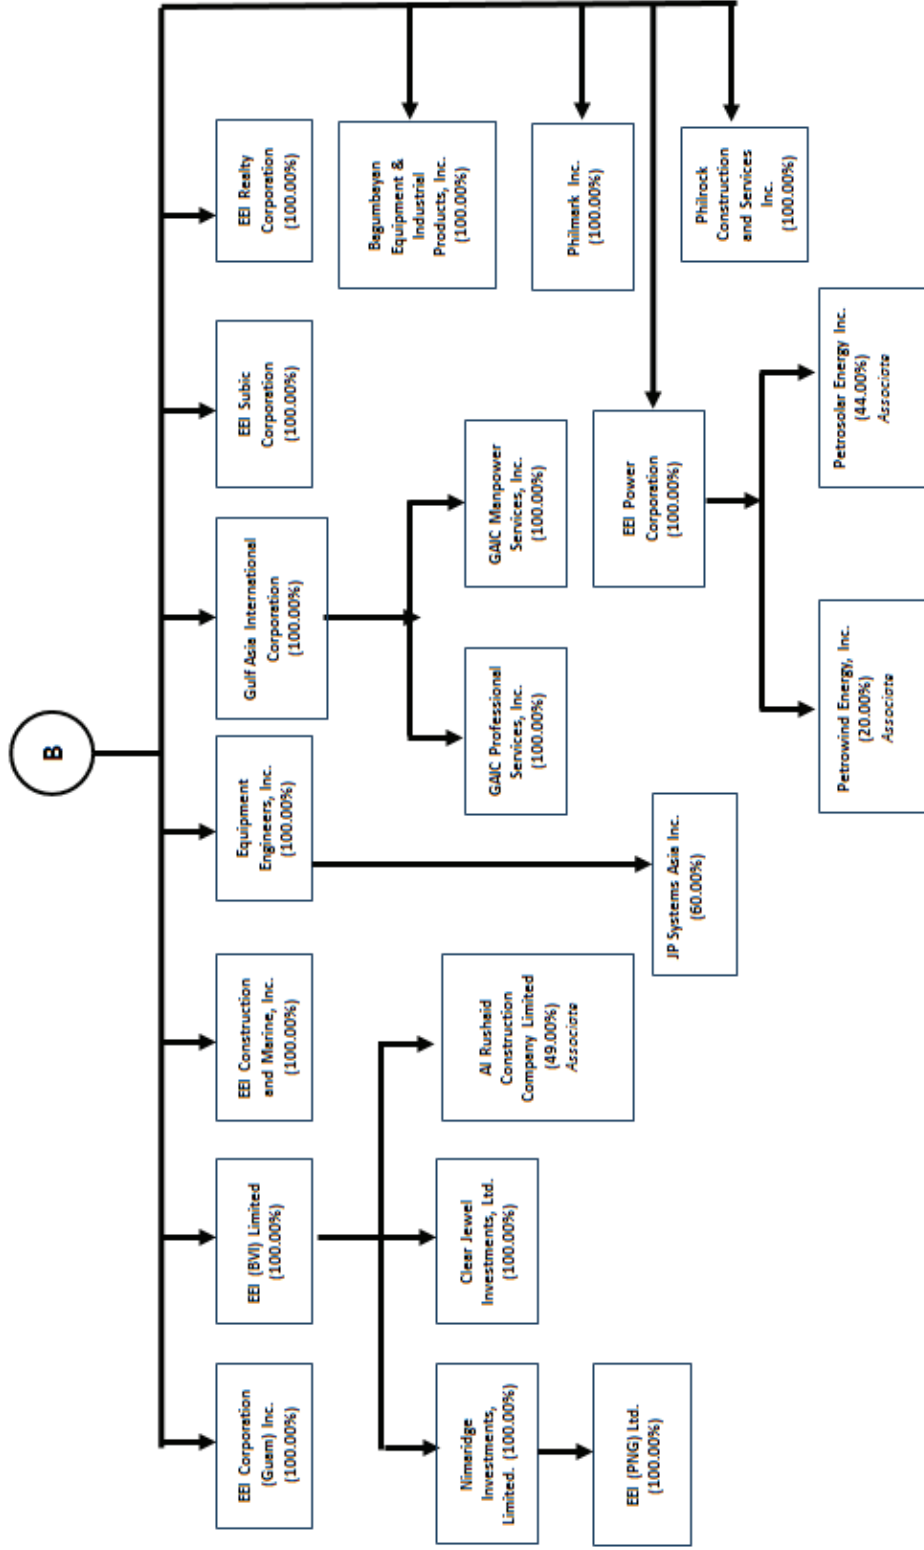 B
EEI Corporation
(Guam) Inc.
(100.00%)
EEI (BVI) Limited
(100.00%)
EEI Construction
and Marine, Inc.
(100.00%)
Equipment
Engineers, Inc.
(100.00%)
Gulf Asia International
Corporation
(100.00%)
EEI Subic
Corporation
(100.00%)
EEI Realty
Corporation
(100.00%)
Bagumbayan
Equipment &
Industrial
Products, Inc.
(100.00%)
Nimaridge
Investments,
Limited. (100.00%)
Clear Jewel
Investments, Ltd.
(100.00%)
Al Rushaid
Construction
Company Limited
(49.00%)
Associate
GAIC Professional
Services, Inc.
(100.00%)
GAIC Manpower
Services, Inc.
(100.00%)
Philmark Inc.
(100.00%)
EEI (PNG) Ltd.
(100.00%)
JP Systems Asia Inc.
(60.00%)
EEI Power
Corporation
(100.00%)
Philrock
Construction
and Services
Inc.
(100.00%)
Petrowind Energy, Inc.
(20.00%)
Associate
Petrosolar Energy Inc.
(44.00%)
Associate